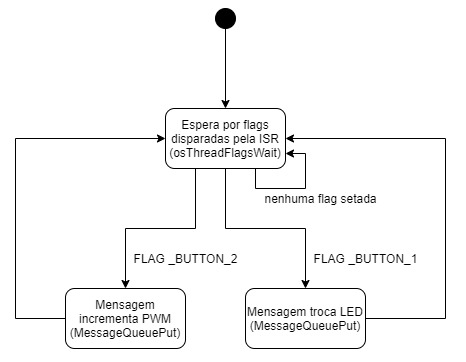 Espera por flags
disparadas pela ISR
(osThreadFlagsWait)
nenhuma flag setada
FLAG _BUTTON_2
FLAG _BUTTON_1
Mensagem
incrementa PWM
(MessageQueuePut)
Mensagem troca LED
(MessageQueuePut)